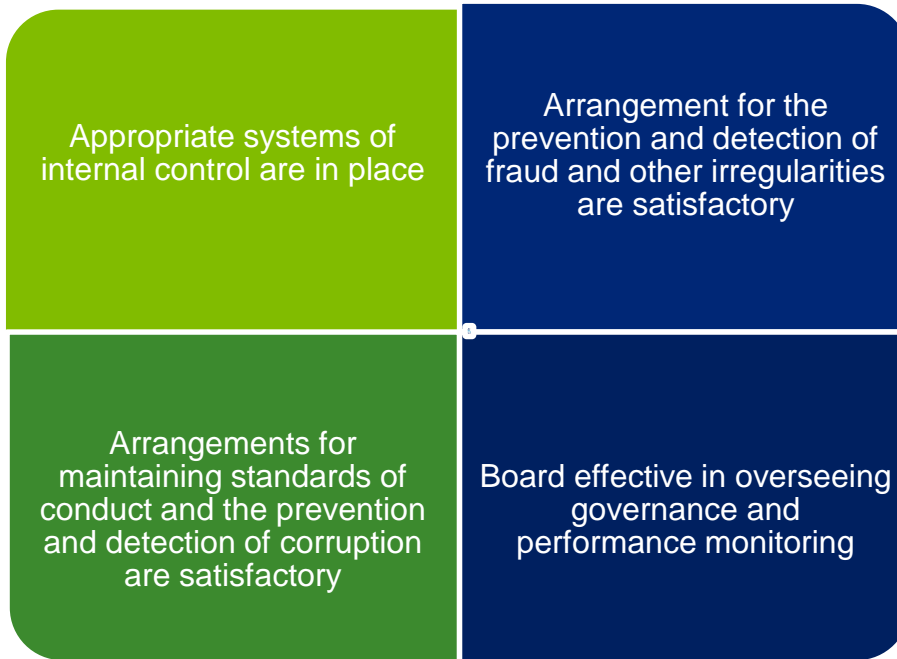 Appropriate systems of
internal control are in place
Arrangement for the
prevention and detection of
fraud and other irregularities
are satisfactory
Arrangements for
maintaining standards of
conduct and the prevention
and detection of corruption
are satisfactory
Board effective in overseeing
governance and
performance monitoring